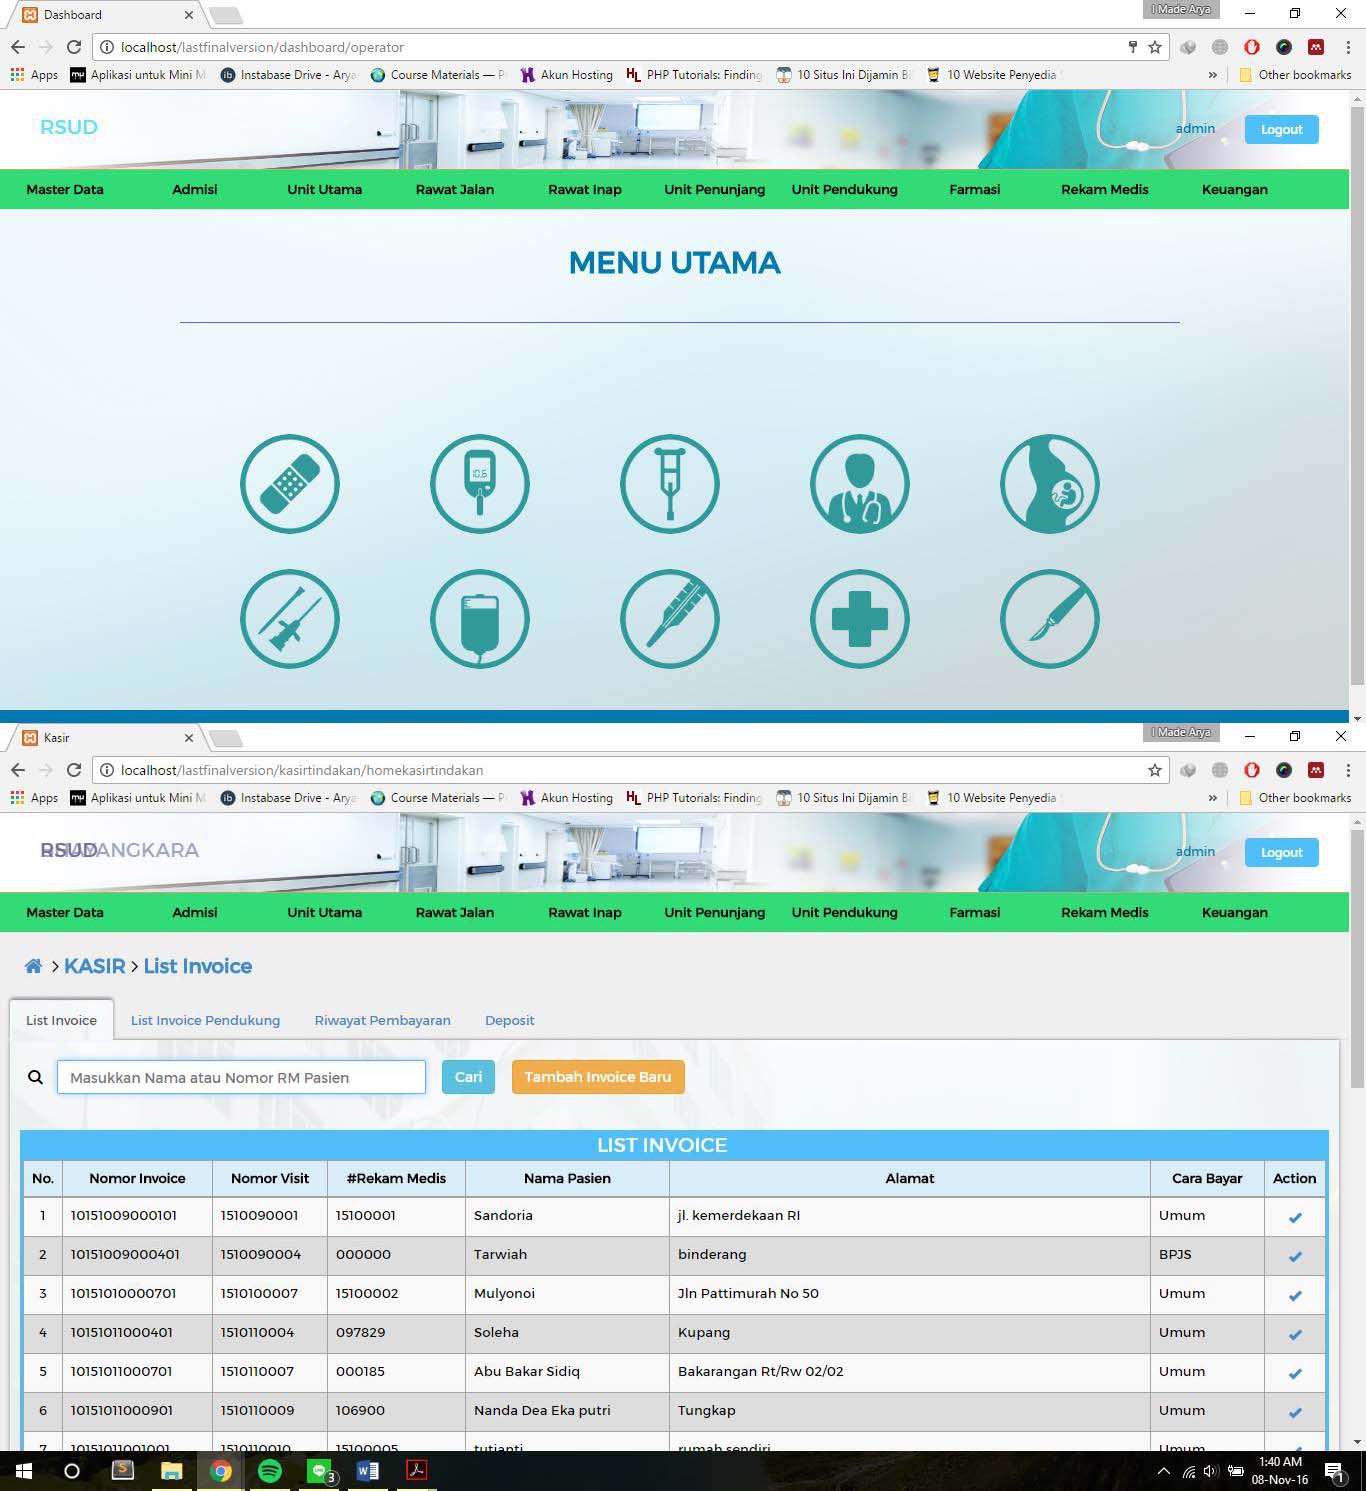 Dashboard
I Made Arya
localhost/lastfinalversion/dashboard/operator
Apps Aplikasi untuk Mini M Instabase Drive - Arya Course Materials — P Akun Hosting PHP Tutorials: Finding 10 Situs Ini Dijamin Bi 10 Website Penyedia » Other bookmarks
RSUD admin Logout
Master Data Admisi Unit Utama Rawat Jalan Rawat Inap Unit Penunjang Unit Pendukung Farmasi Rekam Medis Keuangan
MENU UTAMA
10,6
Kasir
I Made Arya
localhost/lastfinalversion/kasirtindakan/homekasirtindakan
Apps Aplikasi untuk Mini M Instabase Drive - Arya Course Materials — P Akun Hosting PHP Tutorials: Finding 10 Situs Ini Dijamin Bi 10 Website Penyedia » Other bookmarks
RSUD admin Logout
Master Data Admisi Unit Utama Rawat Jalan Rawat Inap Unit Penunjang Unit Pendukung Farmasi Rekam Medis Keuangan
> KASIR > List Invoice
List Invoice List Invoice Pendukung Riwayat Pembayaran Deposit
Masukkan Nama atau Nomor RM Pasien Cari Tambah Invoice Baru
LIST INVOICE
No. Nomor Invoice Nomor Visit #Rekam Medis Nama Pasien Alamat Cara Bayar Action
1 10151009000101 1510090001 15100001 Sandoria jl. kemerdekaan RI Umum
2 10151009000401 1510090004 000000 Tarwiah binderang BPJS
3 10151010000701 1510100007 15100002 Mulyonoi Jln Pattimurah No 50 Umum
4 10151011000401 1510110004 097829 Soleha Kupang Umum
5 10151011000701 1510110007 000185 Abu Bakar Sidiq Bakarangan Rt/Rw 02/02 Umum
6 10151011000901 1510110009 106900 Nanda Dea Eka putri Tungkap Umum
7 10151011001001 1510110010 15100005 tutianti rumah sendiri Umum
3
1:40 AM
08-Nov-16
1